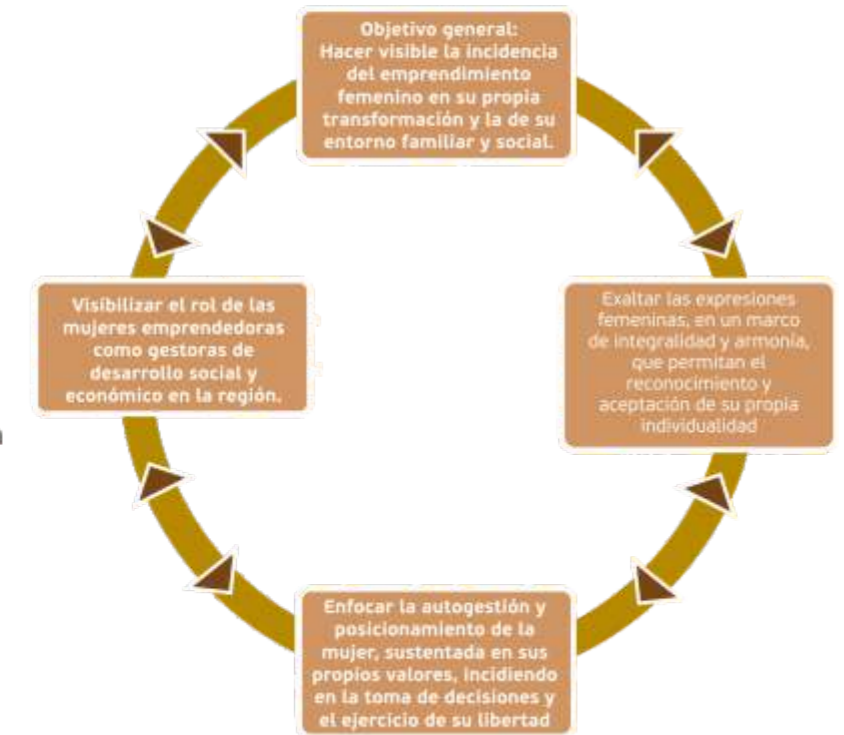 Objetivo general:
Hacer visible la incidencia
del emprendimiento
femenino en su propia
transformación y la de su
entorno familiar y social.
Visibilizar el rol de las
mujeres emprendedoras
como gestoras de
desarrollo social y
económico en la región.
Exaltar las expresiones
femeninas, en un marco
de integralidad y armonía,
que permitan el
reconocimiento y
aceptación de su propia
individualidad
Enfocar la autogestión y
posicionamiento de la
mujer, sustentada en sus
propios valores, incidiendo
en la toma de decisiones y
el ejercicio de su libertad